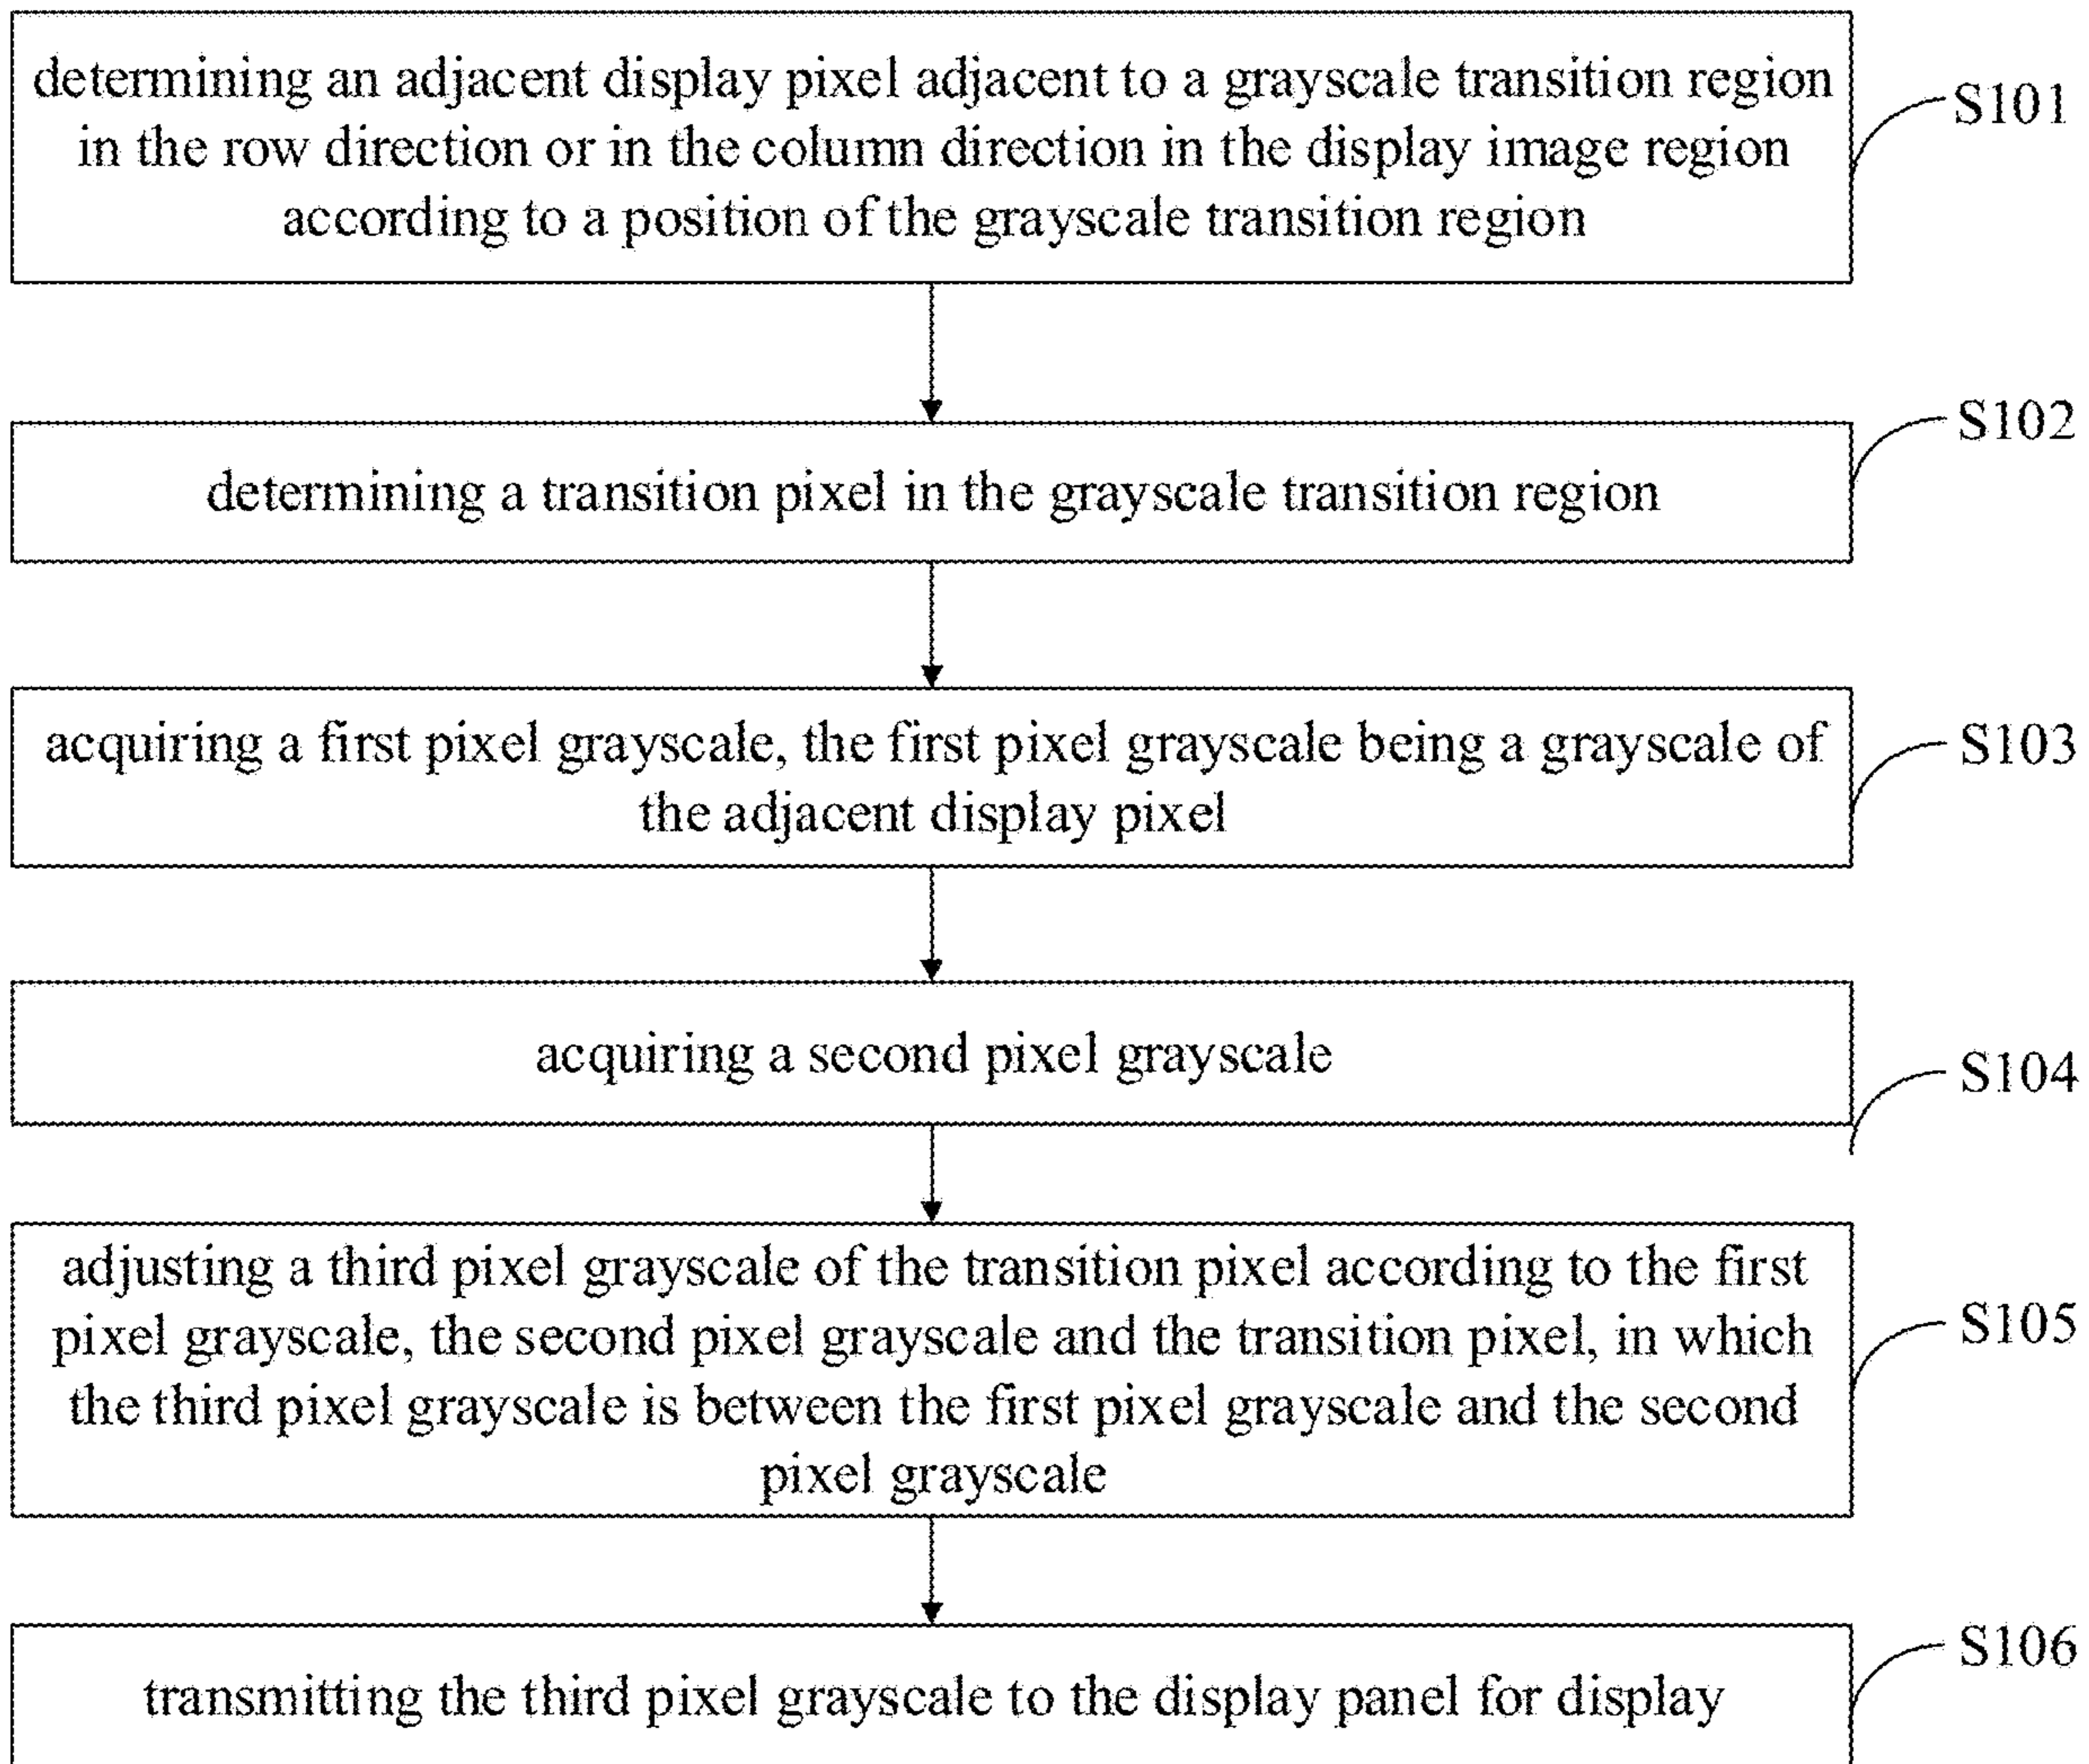 determining an adjacent display pixel adjacent to a grayscale transition region
in the row direction or in the column direction in the display image region
according to a position of the grayscale transition region
S101
S102
determining a transition pixel in the grayscale transition region
acquiring a first pixel grayscale, the first pixel grayscale being a grayscale of
the adjacent display pixel
S103
acquiring a second pixel grayscale
S104
adjusting a third pixel grayscale of the transition pixel according to the first
pixel grayscale, the second pixel grayscale and the transition pixel, in which
the third pixel grayscale is between the first pixel grayscale and the second
pixel grayscale
S105
S106
transmitting the third pixel grayscale to the display panel for display